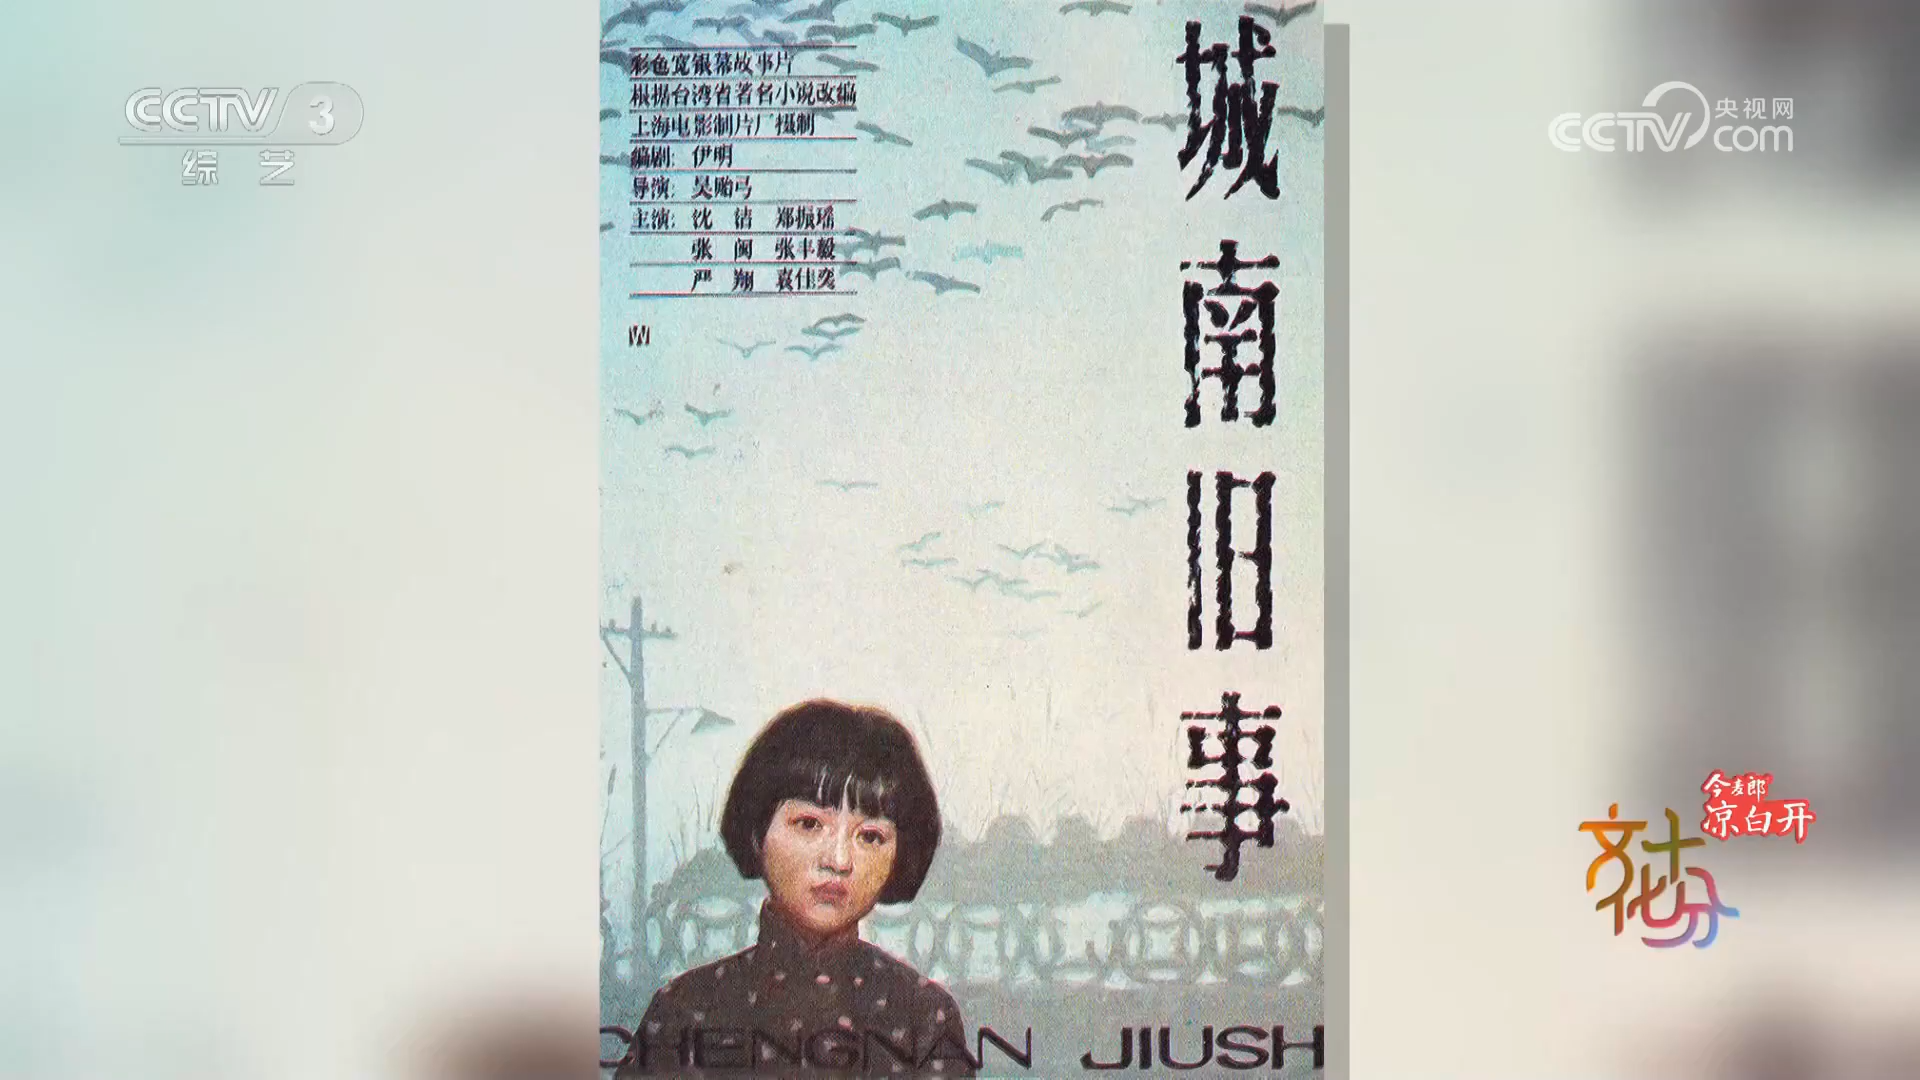 CCTV 3
综 艺
彩色宽银幕故事片
根据台湾省著名小说改编
上海电影制片厂摄制
编剧: 伊明
导演: 吴贻弓
主演: 沈 洁 郑振瑶
张 闽 张丰毅
严 翔 袁佳奕
城南旧事
CCTV 央视网
com
今麦郎
凉白开
文化十分
CHENGNAN JIUSH